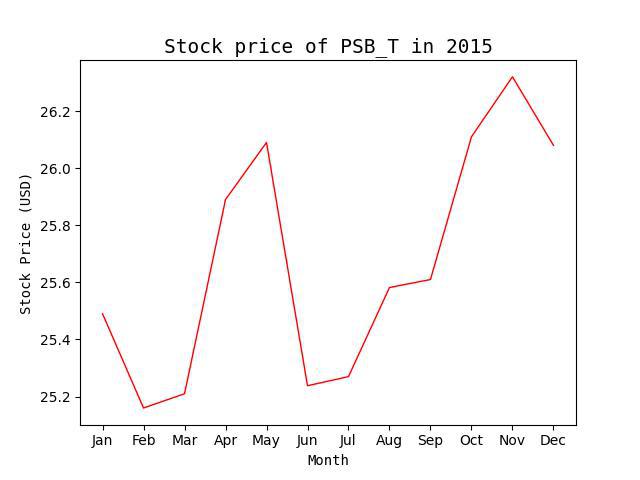 Stock price of PSB_T in 2015
Stock Price (USD)
26.2
26.0
25.8
25.6
25.4
25.2
Jan Feb Mar Apr May Jun Jul Aug Sep Oct Nov Dec
Month